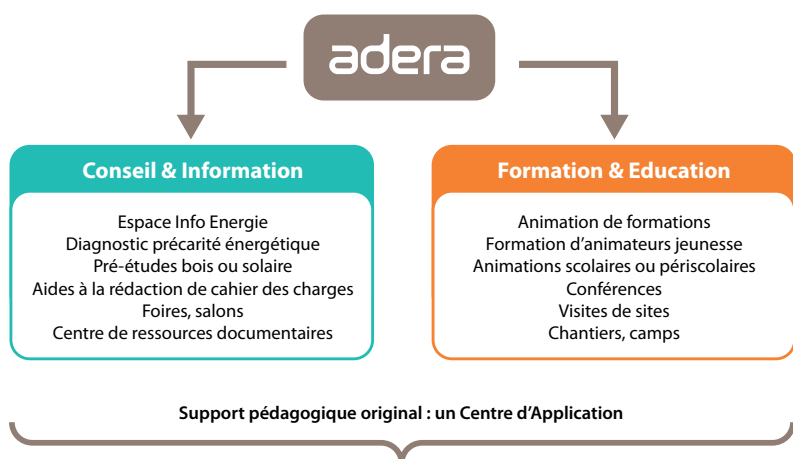 adera
Conseil & Information
Espace Info Energie
Diagnostic précarité énergétique
Pré-études bois ou solaire
Aides à la rédaction de cahier des charges
Foires, salons
Centre de ressources documentaires
Formation & Education
Animation de formations
Formation d’animateurs jeunesse
Animations scolaires ou périscolaires
Conférences
Visites de sites
Chantiers, camps
Support pédagogique original : un Centre d’Application